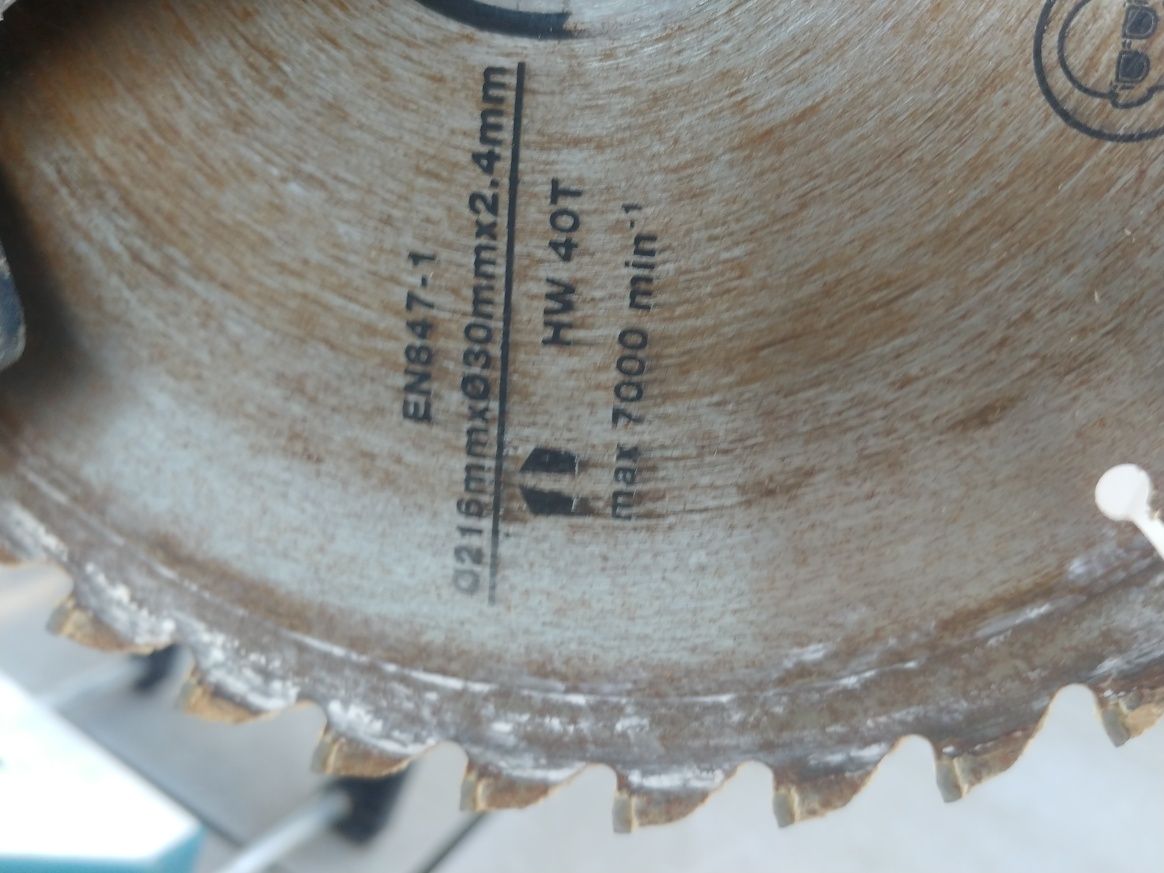 EN847-1
Ø216mmxØ30mmx2.4mm
HW 40T
max 7000 min⁻¹